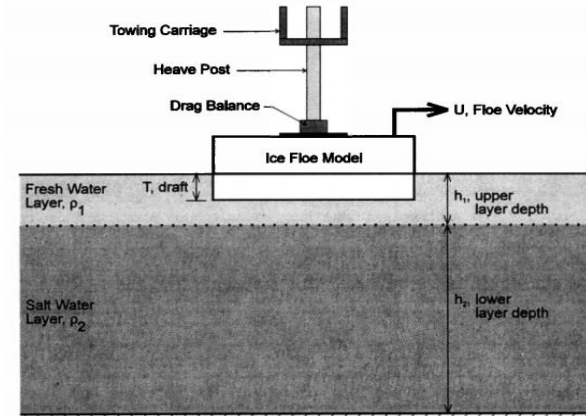 Towing Carriage
Heave Post
Drag Balance
U, Floe Velocity
Ice Floe Model
Fresh Water
Layer, ρ1
T, draft
h1, upper
layer depth
Salt Water
Layer, ρ2
h2, lower
layer depth